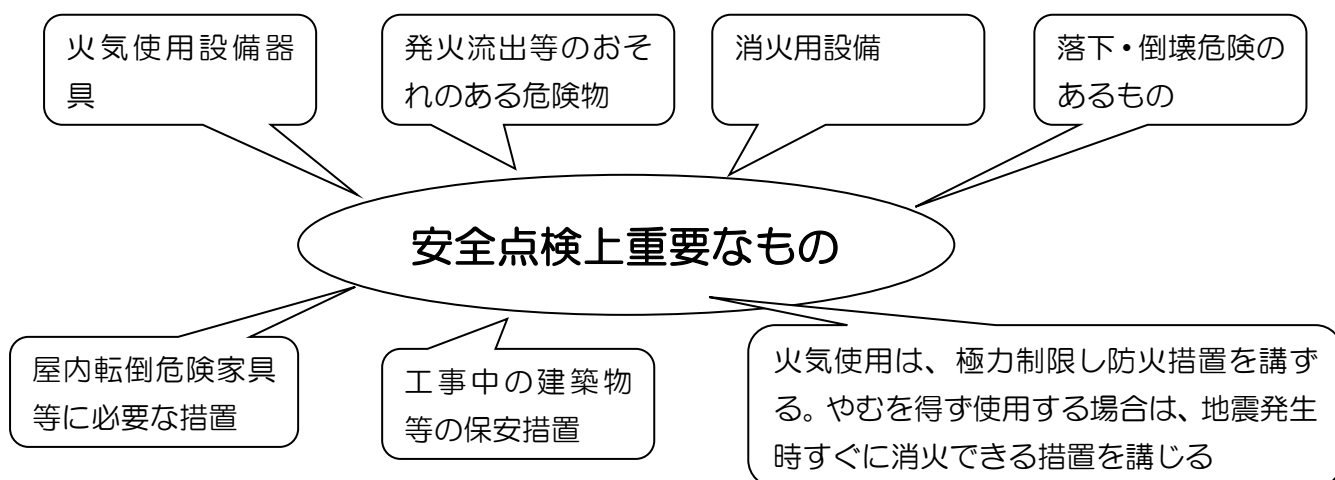 火気使用設備器
具
発火流出等のおそ
れのある危険物
消火用設備
落下・倒壊危険の
あるもの
安全点検上重要なもの
屋内転倒危険家具
等に必要な措置
工事中の建築物
等の保安措置
火気使用は、極力制限し防火措置を講ず
る。やむを得ず使用する場合は、地震発生
時すぐに消火できる措置を講じる